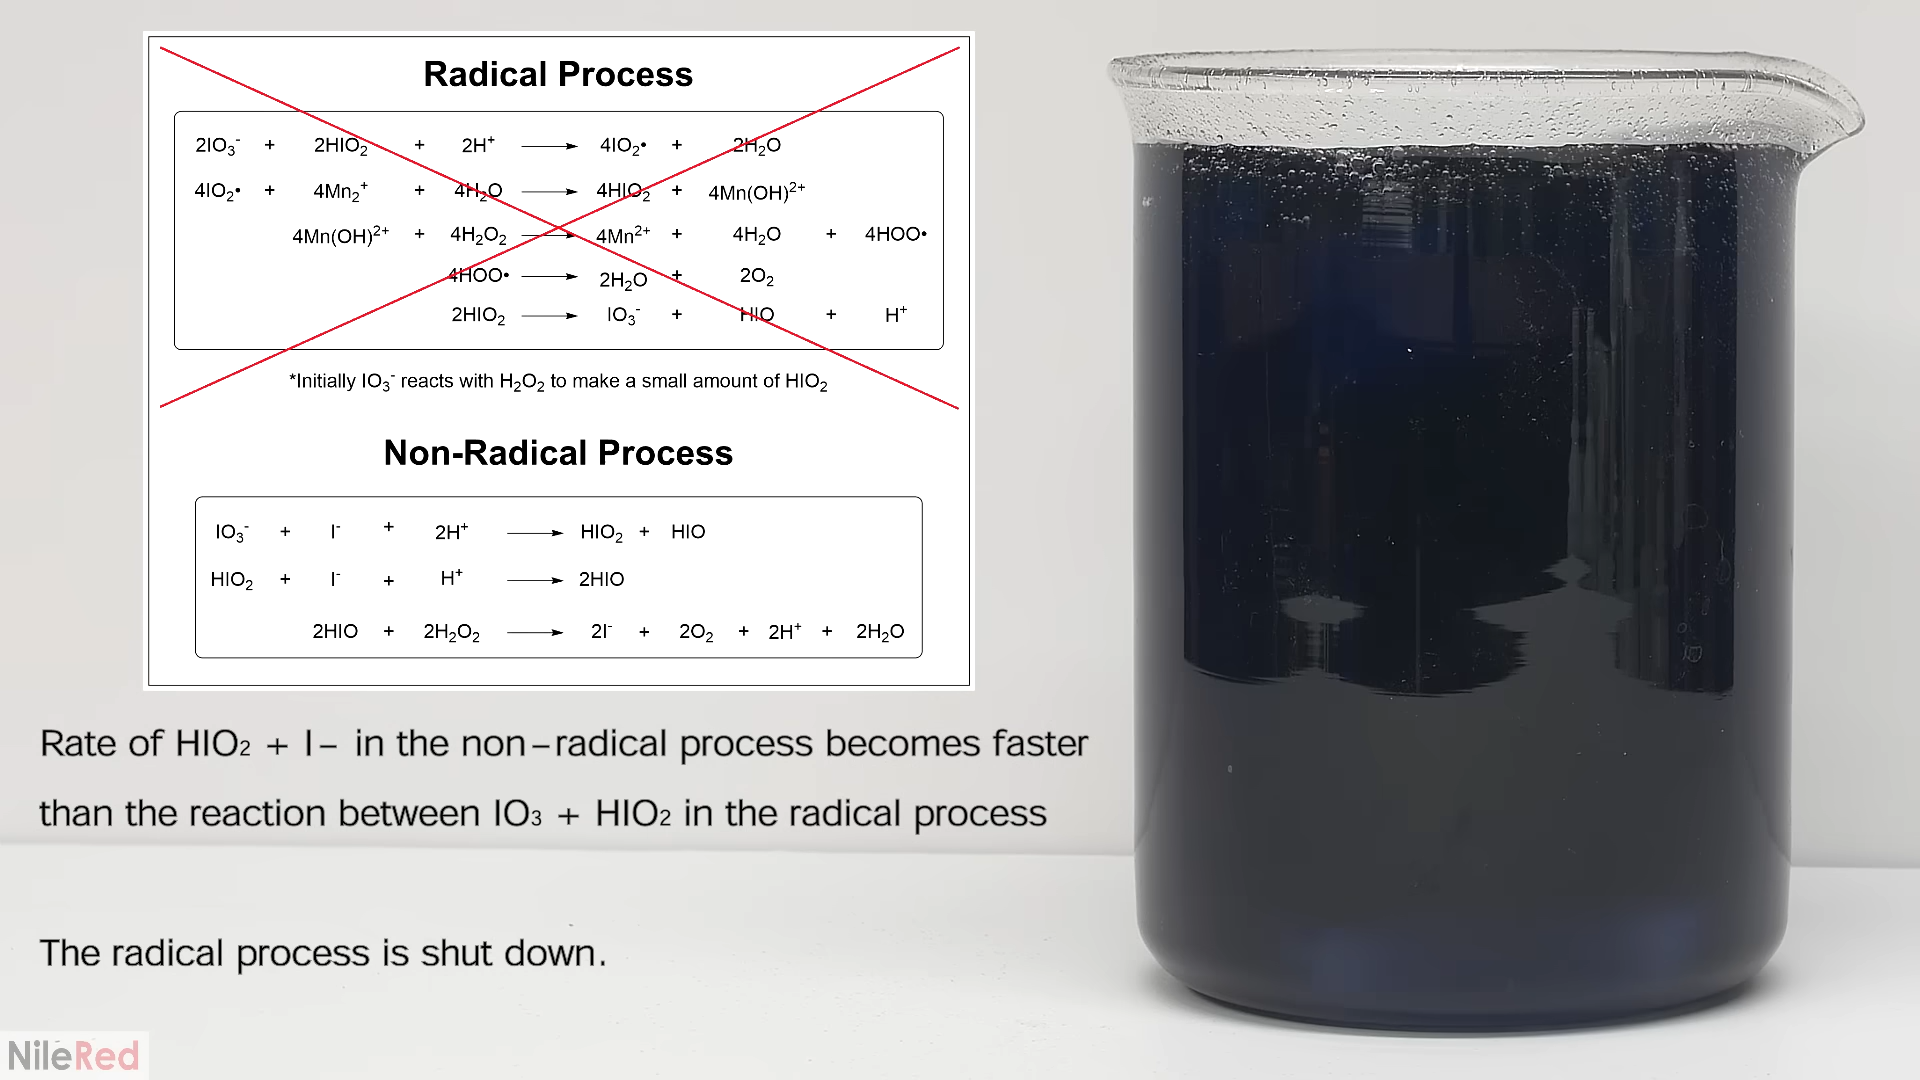 Radical Process
2IO₃⁻ + 2HIO₂ + 2H⁺ ⟶ 4IO₂• + 2H₂O
4IO₂• + 4Mn₂⁺ + 4H₂O ⟶ 4HIO₂ + 4Mn(OH)²⁺
4Mn(OH)²⁺ + 4H₂O₂ ⟶ 4Mn²⁺ + 4H₂O + 4HOO•
4HOO• ⟶ 2H₂O + 2O₂
2HIO₂ ⟶ IO₃⁻ + HIO + H⁺
*Initially IO₃⁻ reacts with H₂O₂ to make a small amount of HIO₂
Non-Radical Process
IO₃⁻ + I⁻ + 2H⁺ ⟶ HIO₂ + HIO
HIO₂ + I⁻ + H⁺ ⟶ 2HIO
2HIO + 2H₂O₂ ⟶ 2I⁻ + 2O₂ + 2H⁺ + 2H₂O
Rate of HIO₂ + I- in the non-radical process becomes faster
than the reaction between IO₃ + HIO₂ in the radical process
The radical process is shut down.
NileRed